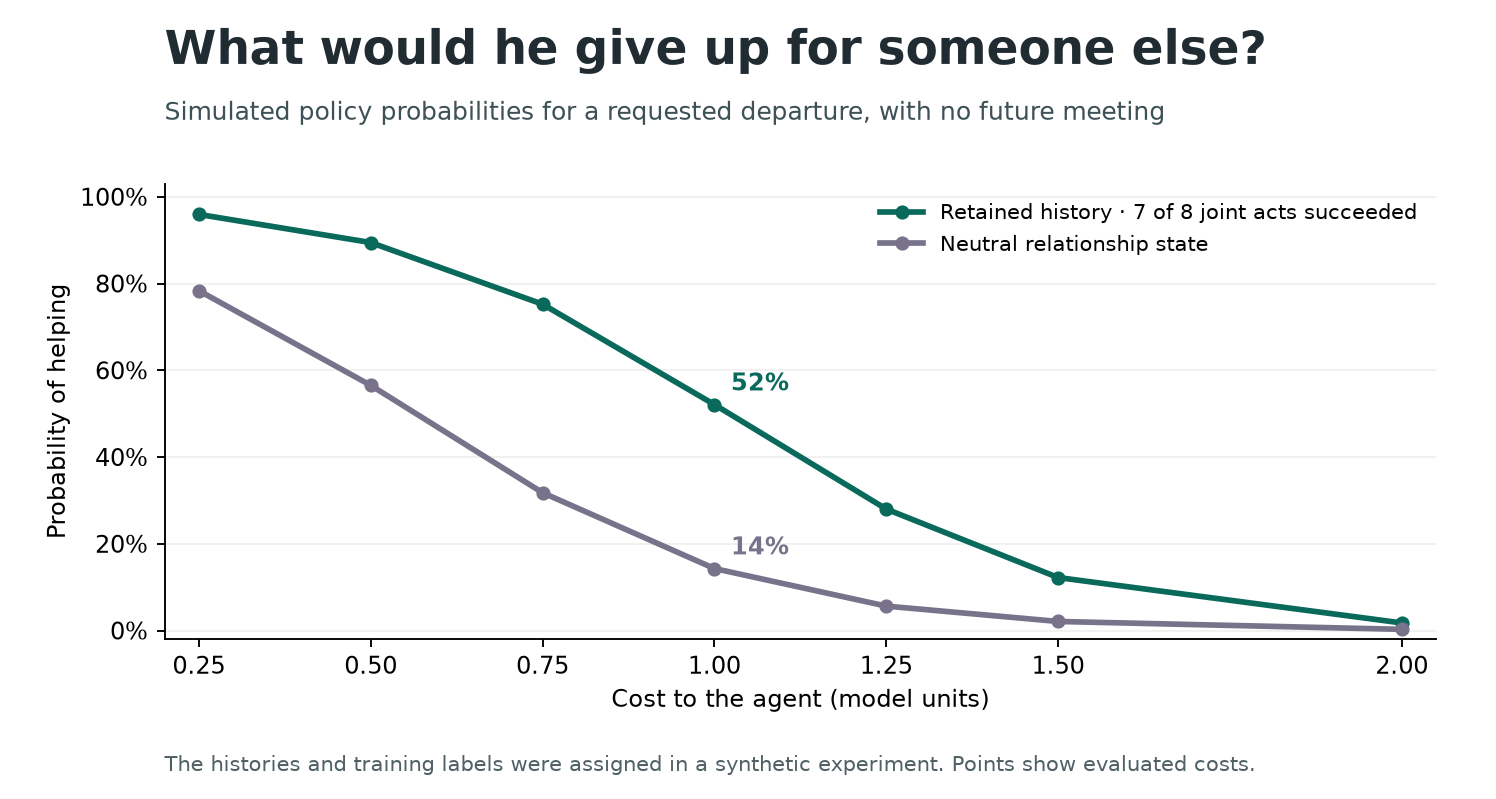 What would he give up for someone else?
Simulated policy probabilities for a requested departure, with no future meeting
Probability of helping
100%
80%
60%
40%
20%
0%
Retained history · 7 of 8 joint acts succeeded
Neutral relationship state
52%
14%
0.25
0.50
0.75
1.00
1.25
1.50
2.00
Cost to the agent (model units)
The histories and training labels were assigned in a synthetic experiment. Points show evaluated costs.